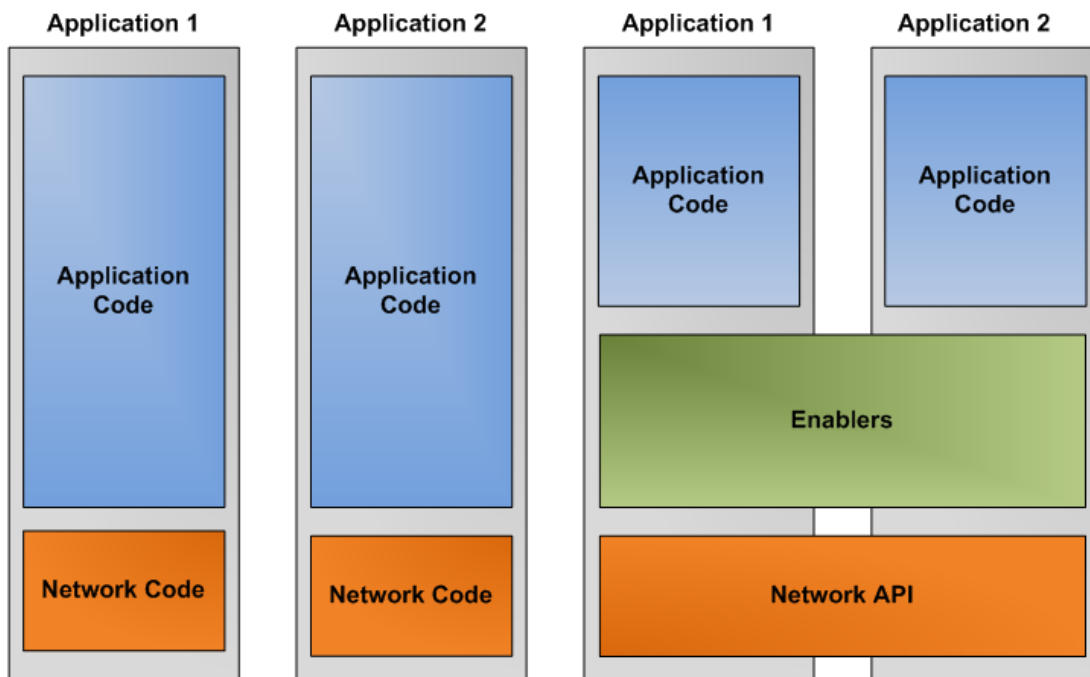 Application 1
Application 2
Application 1
Application 2
Application
Code
Application
Code
Application
Code
Application
Code
Enablers
Network Code
Network Code
Network API